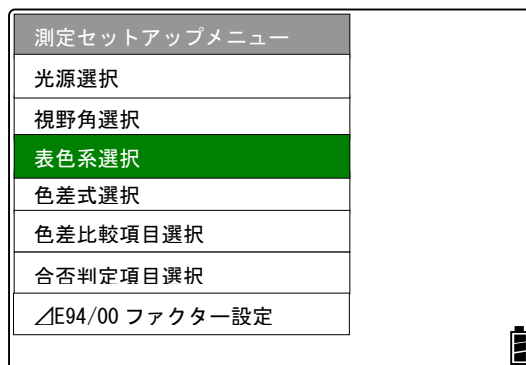 測定セットアップメニュー
光源選択
視野角選択
表色系選択
色差式選択
色差比較項目選択
合否判定項目選択
⊿E94/00 ファクター設定